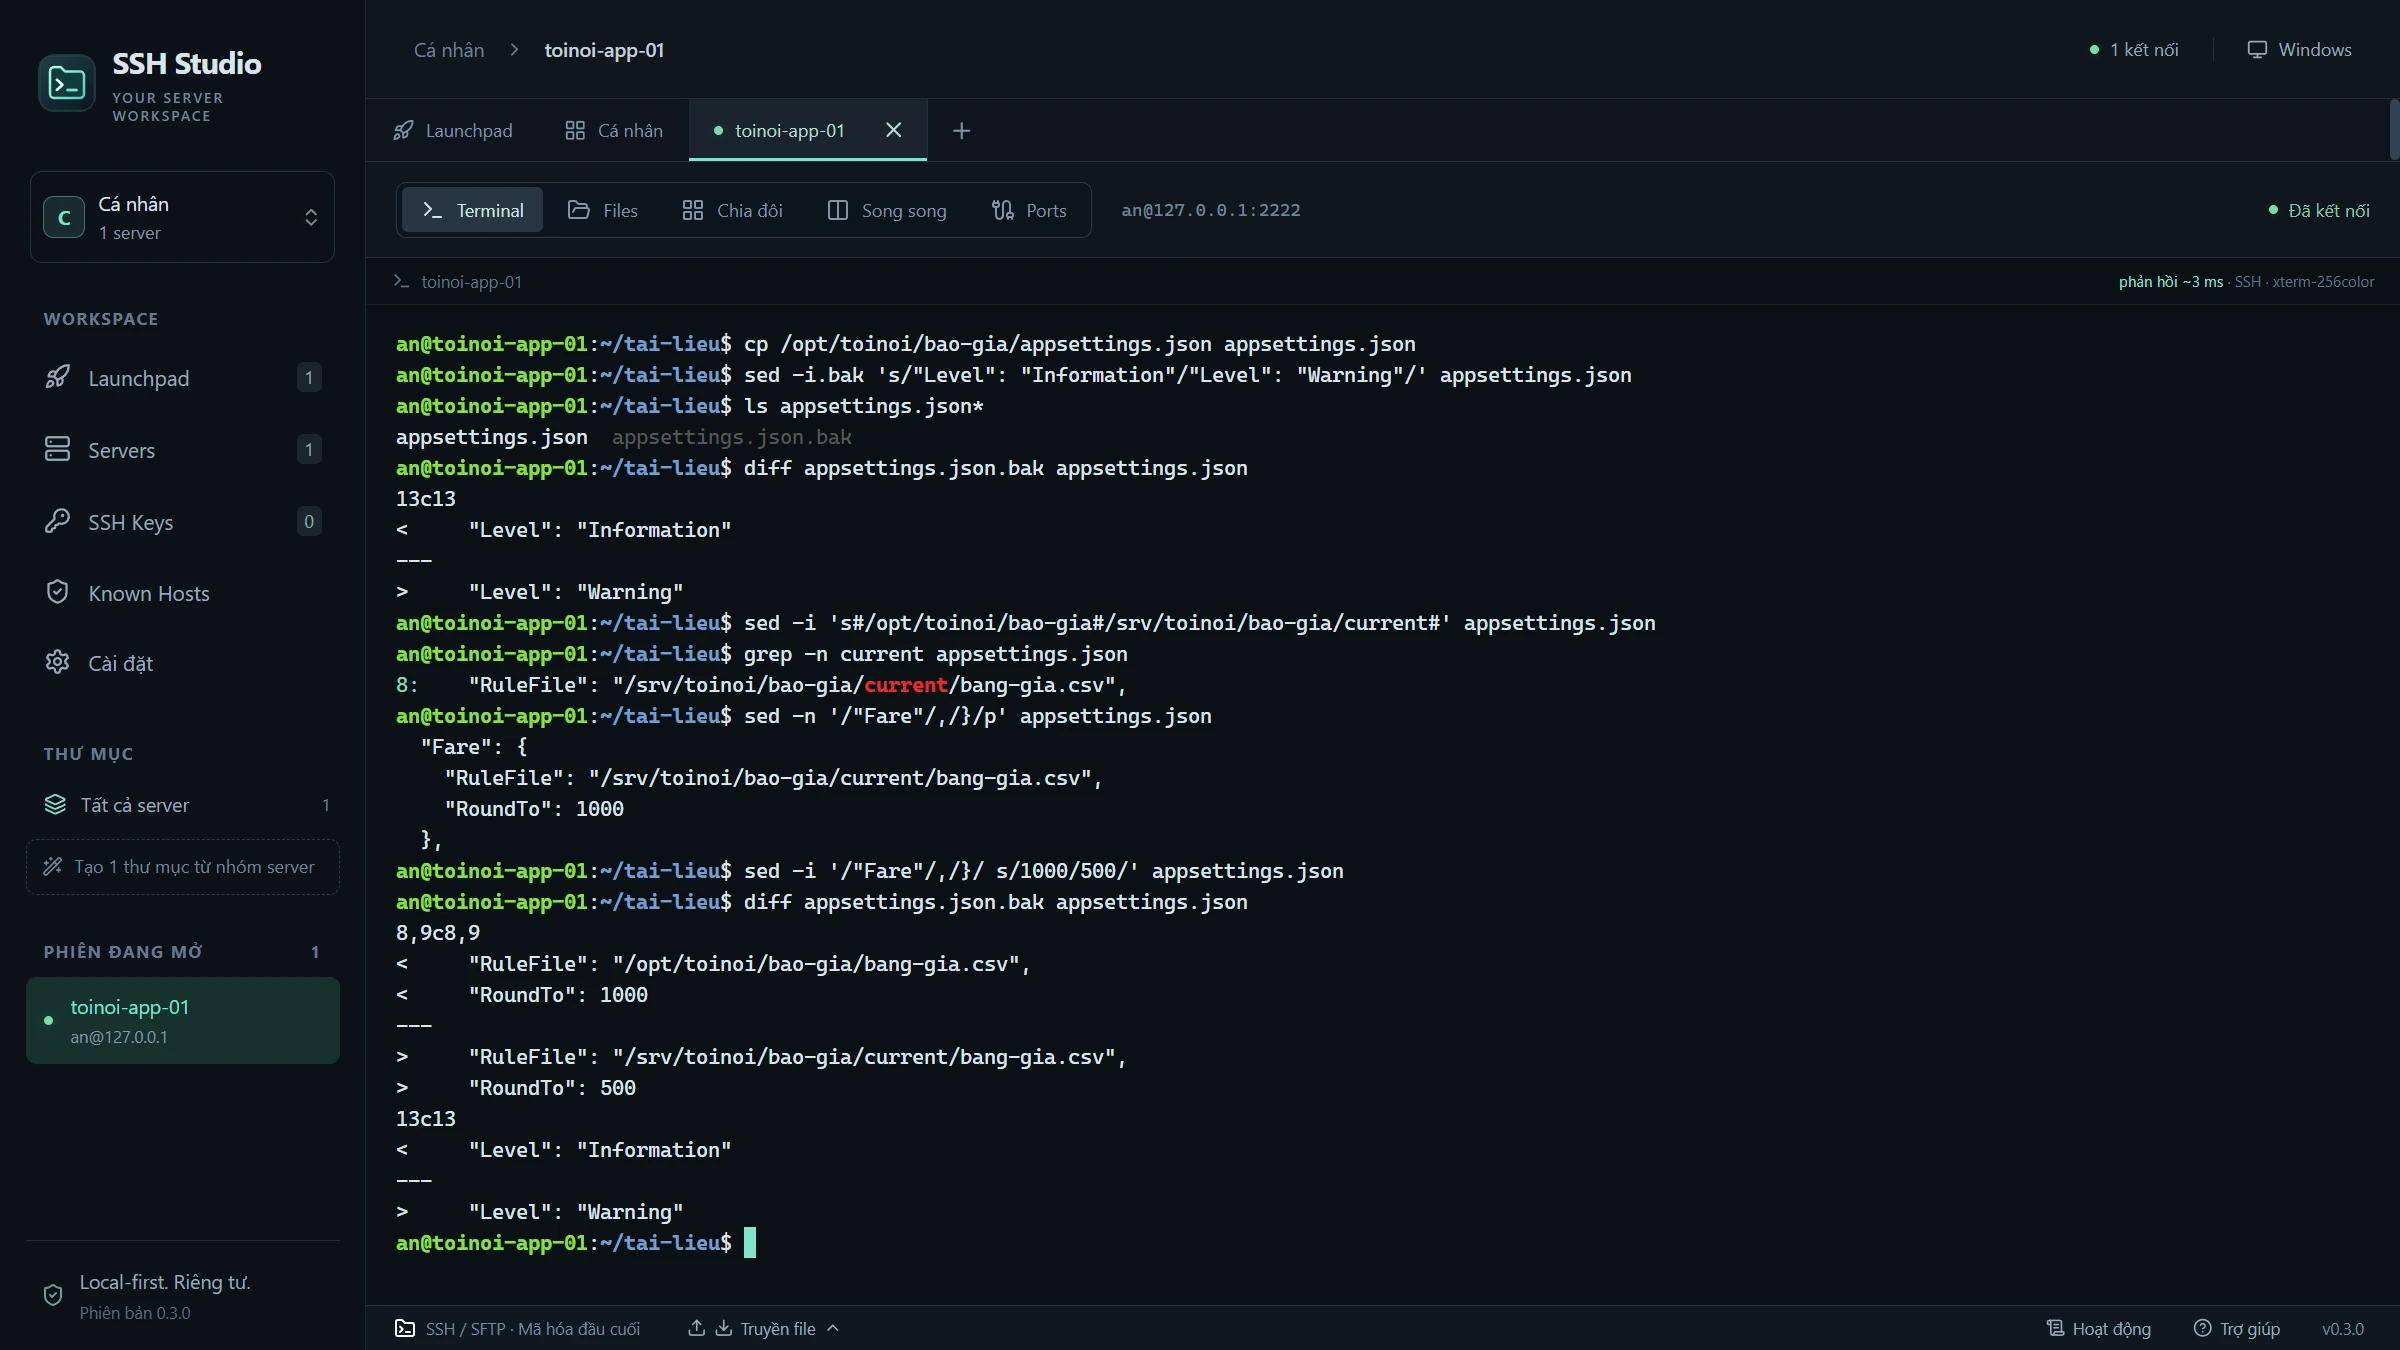 SSH Studio
YOUR SERVER
WORKSPACE
C
Cá nhân
1 server
WORKSPACE
Launchpad 1
Servers 1
SSH Keys 0
Known Hosts
Cài đặt
THƯ MỤC
Tất cả server 1
Tạo 1 thư mục từ nhóm server
PHIÊN ĐANG MỞ 1
toinoi-app-01
an@127.0.0.1
Local-first. Riêng tư.
Phiên bản 0.3.0
Cá nhân > toinoi-app-01
1 kết nối
Windows
Launchpad
Cá nhân
toinoi-app-01
Terminal
Files
Chia đôi
Song song
Ports
an@127.0.0.1:2222
Đã kết nối
toinoi-app-01
phản hồi ~3 ms · SSH · xterm-256color
an@toinoi-app-01:~/tai-lieu$ cp /opt/toinoi/bao-gia/appsettings.json appsettings.json
an@toinoi-app-01:~/tai-lieu$ sed -i.bak 's/"Level": "Information"/"Level": "Warning"/' appsettings.json
an@toinoi-app-01:~/tai-lieu$ ls appsettings.json*
appsettings.json  appsettings.json.bak
an@toinoi-app-01:~/tai-lieu$ diff appsettings.json.bak appsettings.json
13c13
<     "Level": "Information"
---
>     "Level": "Warning"
an@toinoi-app-01:~/tai-lieu$ sed -i 's#/opt/toinoi/bao-gia#/srv/toinoi/bao-gia/current#' appsettings.json
an@toinoi-app-01:~/tai-lieu$ grep -n current appsettings.json
8:    "RuleFile": "/srv/toinoi/bao-gia/current/bang-gia.csv",
an@toinoi-app-01:~/tai-lieu$ sed -n '/"Fare"/,/}/p' appsettings.json
  "Fare": {
    "RuleFile": "/srv/toinoi/bao-gia/current/bang-gia.csv",
    "RoundTo": 1000
  },
an@toinoi-app-01:~/tai-lieu$ sed -i '/"Fare"/,/}/ s/1000/500/' appsettings.json
an@toinoi-app-01:~/tai-lieu$ diff appsettings.json.bak appsettings.json
8,9c8,9
<     "RuleFile": "/opt/toinoi/bao-gia/bang-gia.csv",
<     "RoundTo": 1000
---
>     "RuleFile": "/srv/toinoi/bao-gia/current/bang-gia.csv",
>     "RoundTo": 500
13c13
<     "Level": "Information"
---
>     "Level": "Warning"
an@toinoi-app-01:~/tai-lieu$
SSH / SFTP · Mã hóa đầu cuối
Truyền file
Hoạt động
Trợ giúp
v0.3.0